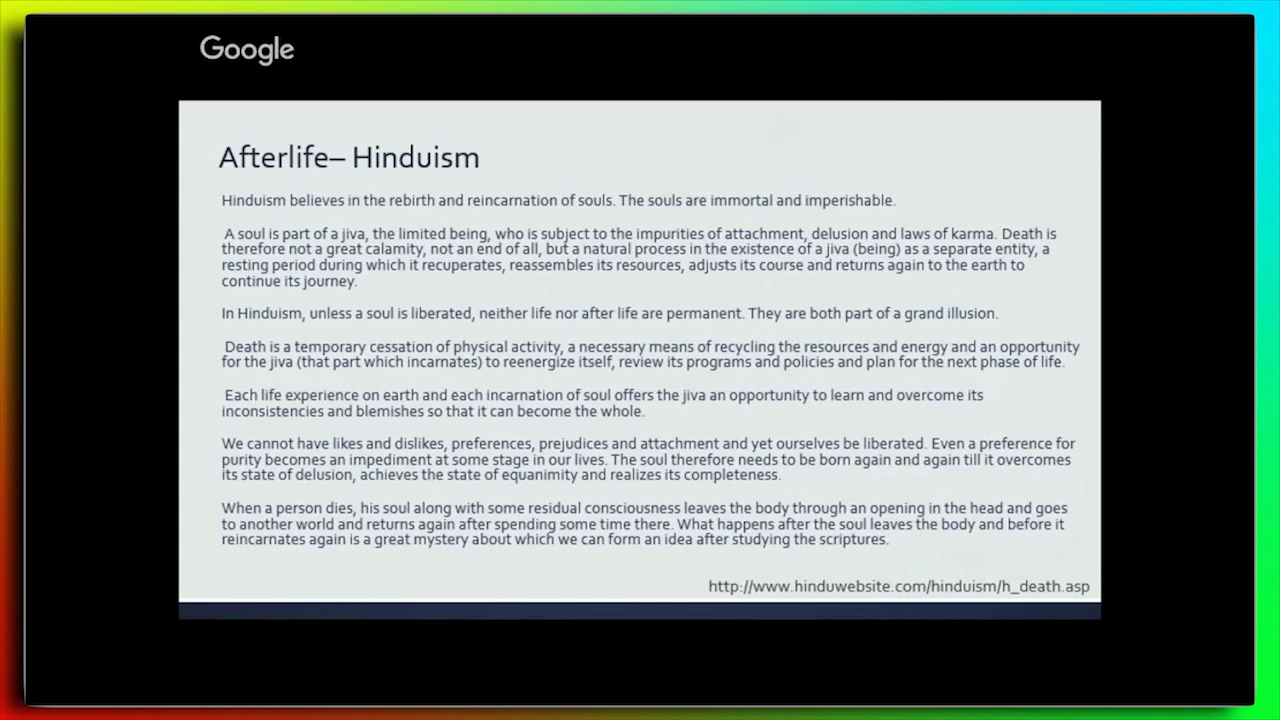 Google
Afterlife– Hinduism
Hinduism believes in the rebirth and reincarnation of souls. The souls are immortal and imperishable.
A soul is part of a jiva, the limited being, who is subject to the impurities of attachment, delusion and laws of karma. Death is
therefore not a great calamity, not an end of all, but a natural process in the existence of a jiva (being) as a separate entity, a
resting period during which it recuperates, reassembles its resources, adjusts its course and returns again to the earth to
continue its journey.
In Hinduism, unless a soul is liberated, neither life nor after life are permanent. They are both part of a grand illusion.
Death is a temporary cessation of physical activity, a necessary means of recycling the resources and energy and an opportunity
for the jiva (that part which incarnates) to reenergize itself, review its programs and policies and plan for the next phase of life.
Each life experience on earth and each incarnation of soul offers the jiva an opportunity to learn and overcome its
inconsistencies and blemishes so that it can become the whole.
We cannot have likes and dislikes, preferences, prejudices and attachment and yet ourselves be liberated. Even a preference for
purity becomes an impediment at some stage in our lives. The soul therefore needs to be born again and again till it overcomes
its state of delusion, achieves the state of equanimity and realizes its completeness.
When a person dies, his soul along with some residual consciousness leaves the body through an opening in the head and goes
to another world and returns again after spending some time there. What happens after the soul leaves the body and before it
reincarnates again is a great mystery about which we can form an idea after studying the scriptures.
http://www.hinduwebsite.com/hinduism/h_death.asp